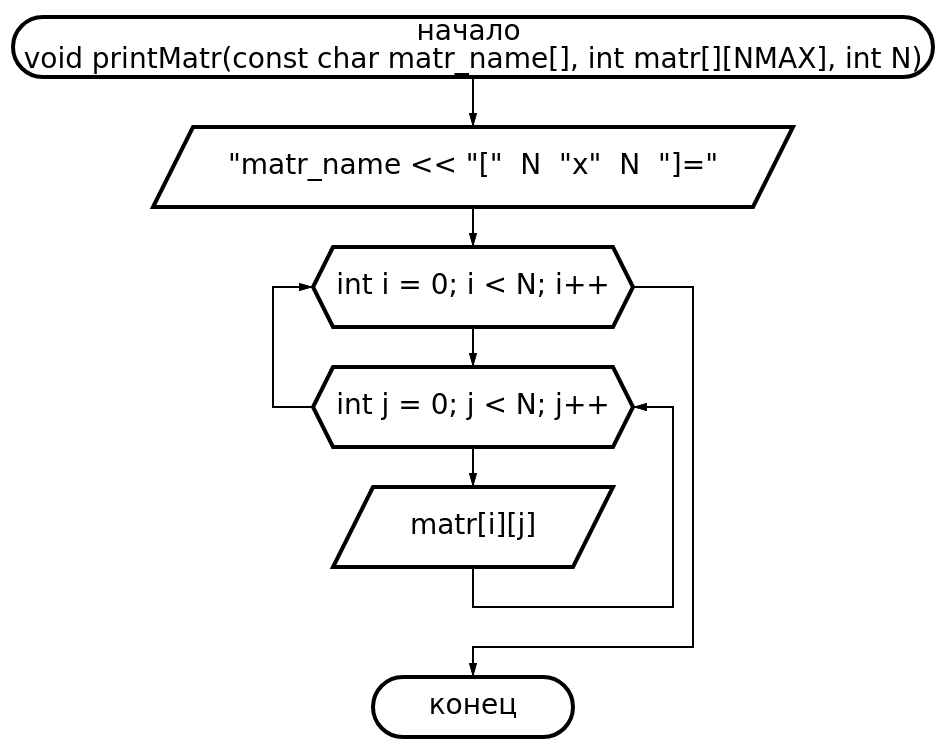 начало
void printMatr(const char matr_name[], int matr[][NMAX], int N)
"matr_name << "["  N  "x"  N  "]="
int i = 0; i < N; i++
int j = 0; j < N; j++
matr[i][j]
конец